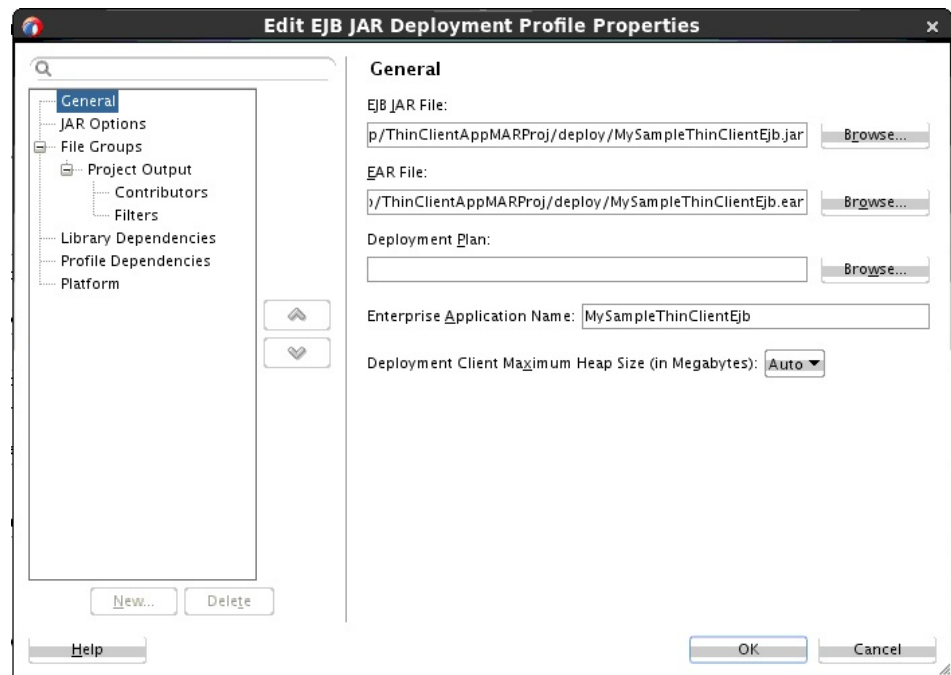 Edit EJB JAR Deployment Profile Properties
General
JAR Options
File Groups
Project Output
Contributors
Filters
Library Dependencies
Profile Dependencies
Platform
New...
Delete
General
EJB JAR File:
p/ThinClientAppMARProj/deploy/MySampleThinClientEjb.jar
Browse...
EAR File:
/ThinClientAppMARProj/deploy/MySampleThinClientEjb.ear
Browse...
Deployment Plan:
Browse...
Enterprise Application Name: MySampleThinClientEjb
Deployment Client Maximum Heap Size (in Megabytes): Auto
Help
OK
Cancel